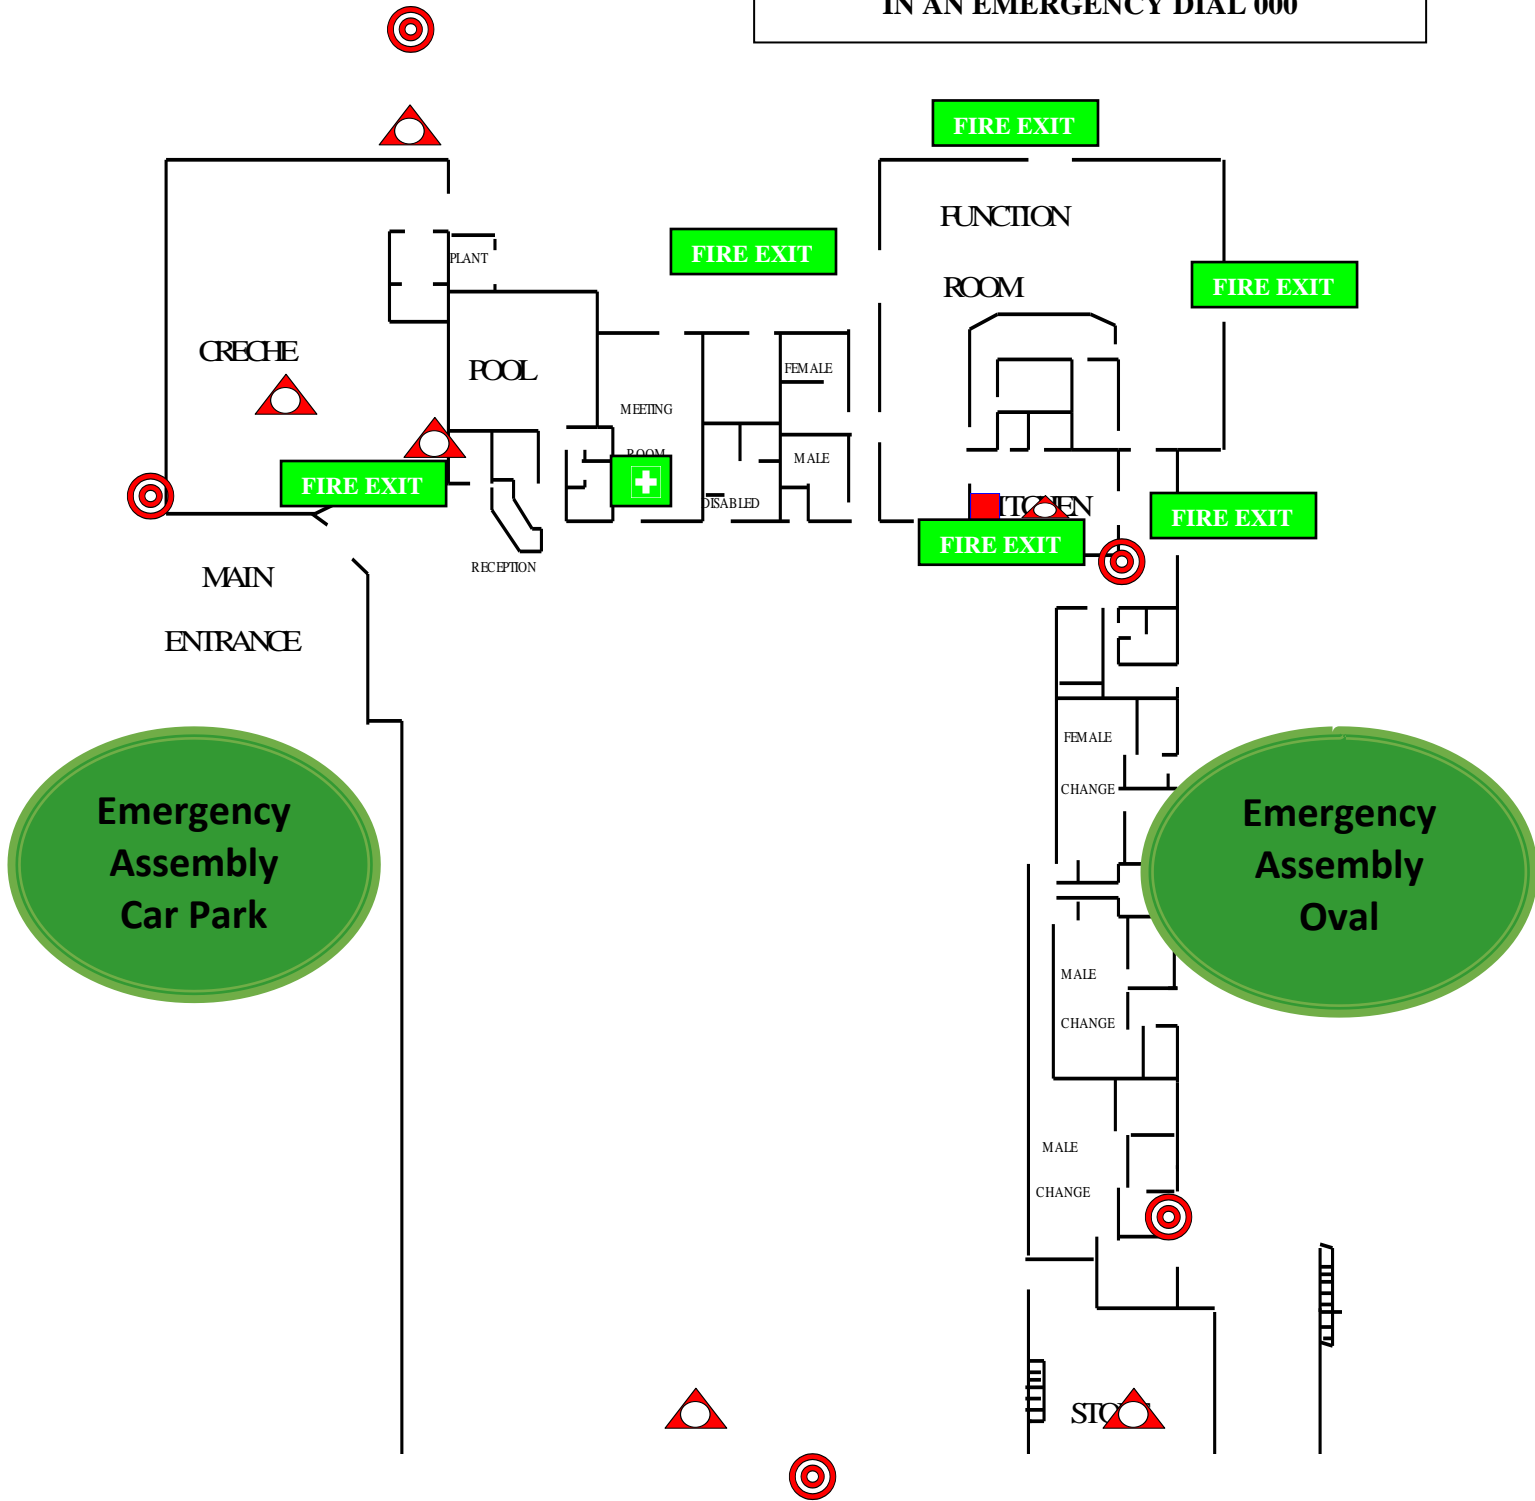 IN AN EMERGENCY DIAL 000
FIRE EXIT
FUNCTION
ROOM
FIRE EXIT
PLANT
FIRE EXIT
CRECHE
POOL
FEMALE
MEETING
ROOM
MALE
FIRE EXIT
DISABLED
FIRE EXIT
FIRE EXIT
RECEPTION
MAIN
ENTRANCE
FEMALE
CHANGE
Emergency
Assembly
Car Park
Emergency
Assembly
Oval
MALE
CHANGE
MALE
CHANGE